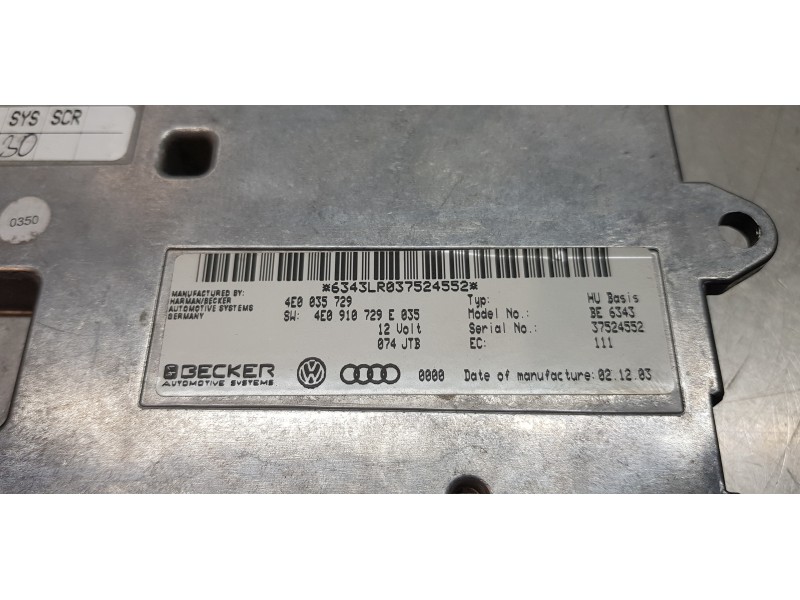 SYS SCR
30
0350
*6343LR037524552*
MANUFACTURED BY:
HARMAN/BECKER
AUTOMOTIVE SYSTEMS
GERMANY
4E0 035 729
SW: 4E0 910 729 E 035
12 Volt
074 JTB
Typ: HU Basis
Model No.: BE 6343
Serial No.: 37524552
EC: 111
BECKER
AUTOMOTIVE SYSTEMS
0000 Date of manufacture: 02.12.03